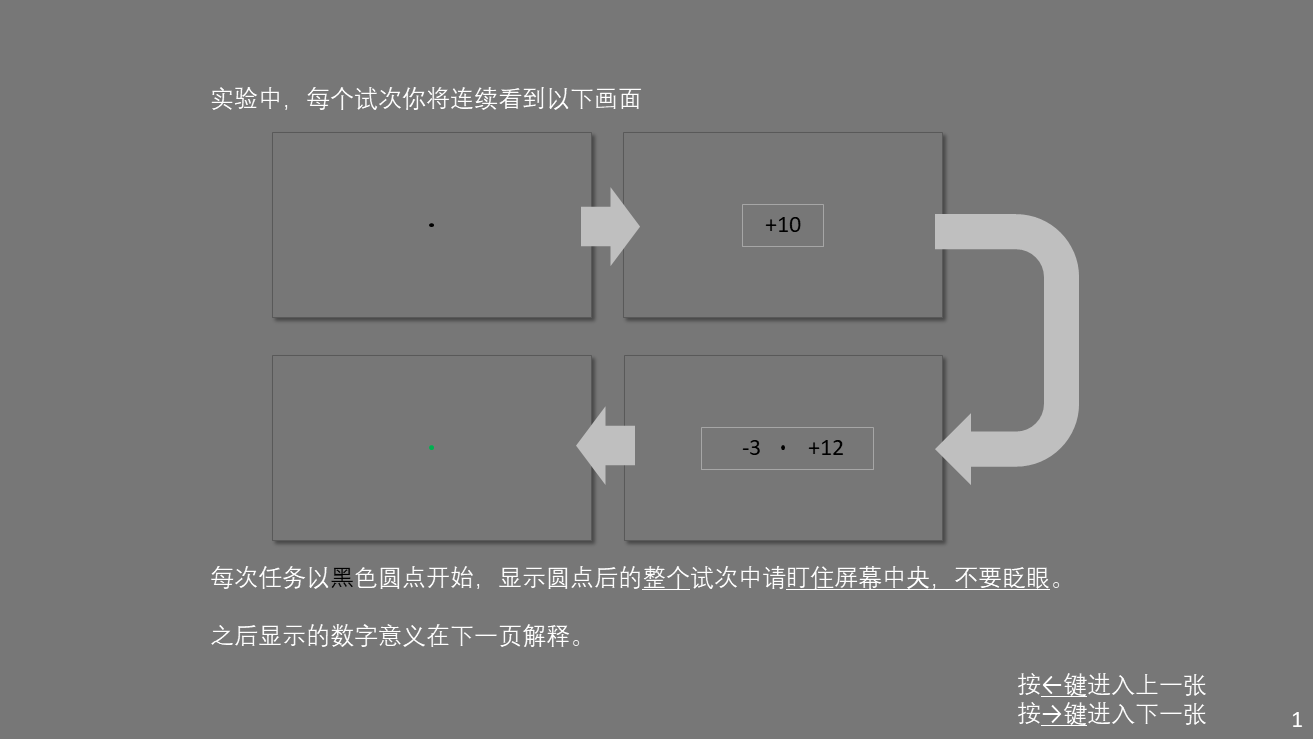 实验中，每个试次你将连续看到以下画面
+10
-3 · +12
每次任务以黑色圆点开始，显示圆点后的整个试次中请盯住屏幕中央，不要眨眼。
之后显示的数字意义在下一页解释。
按←键进入上一张
按→键进入下一张
1